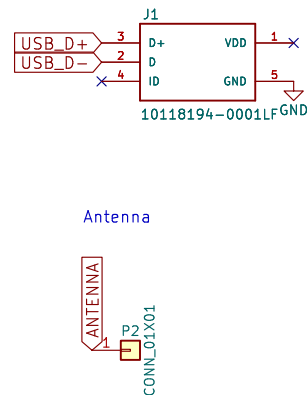 J1
USB_D+ 3 D+ VDD 1
USB_D- 2 D
4 ID GND 5
10118194-0001LF GND
Antenna
ANTENNA
1
P2
CONN_01X01